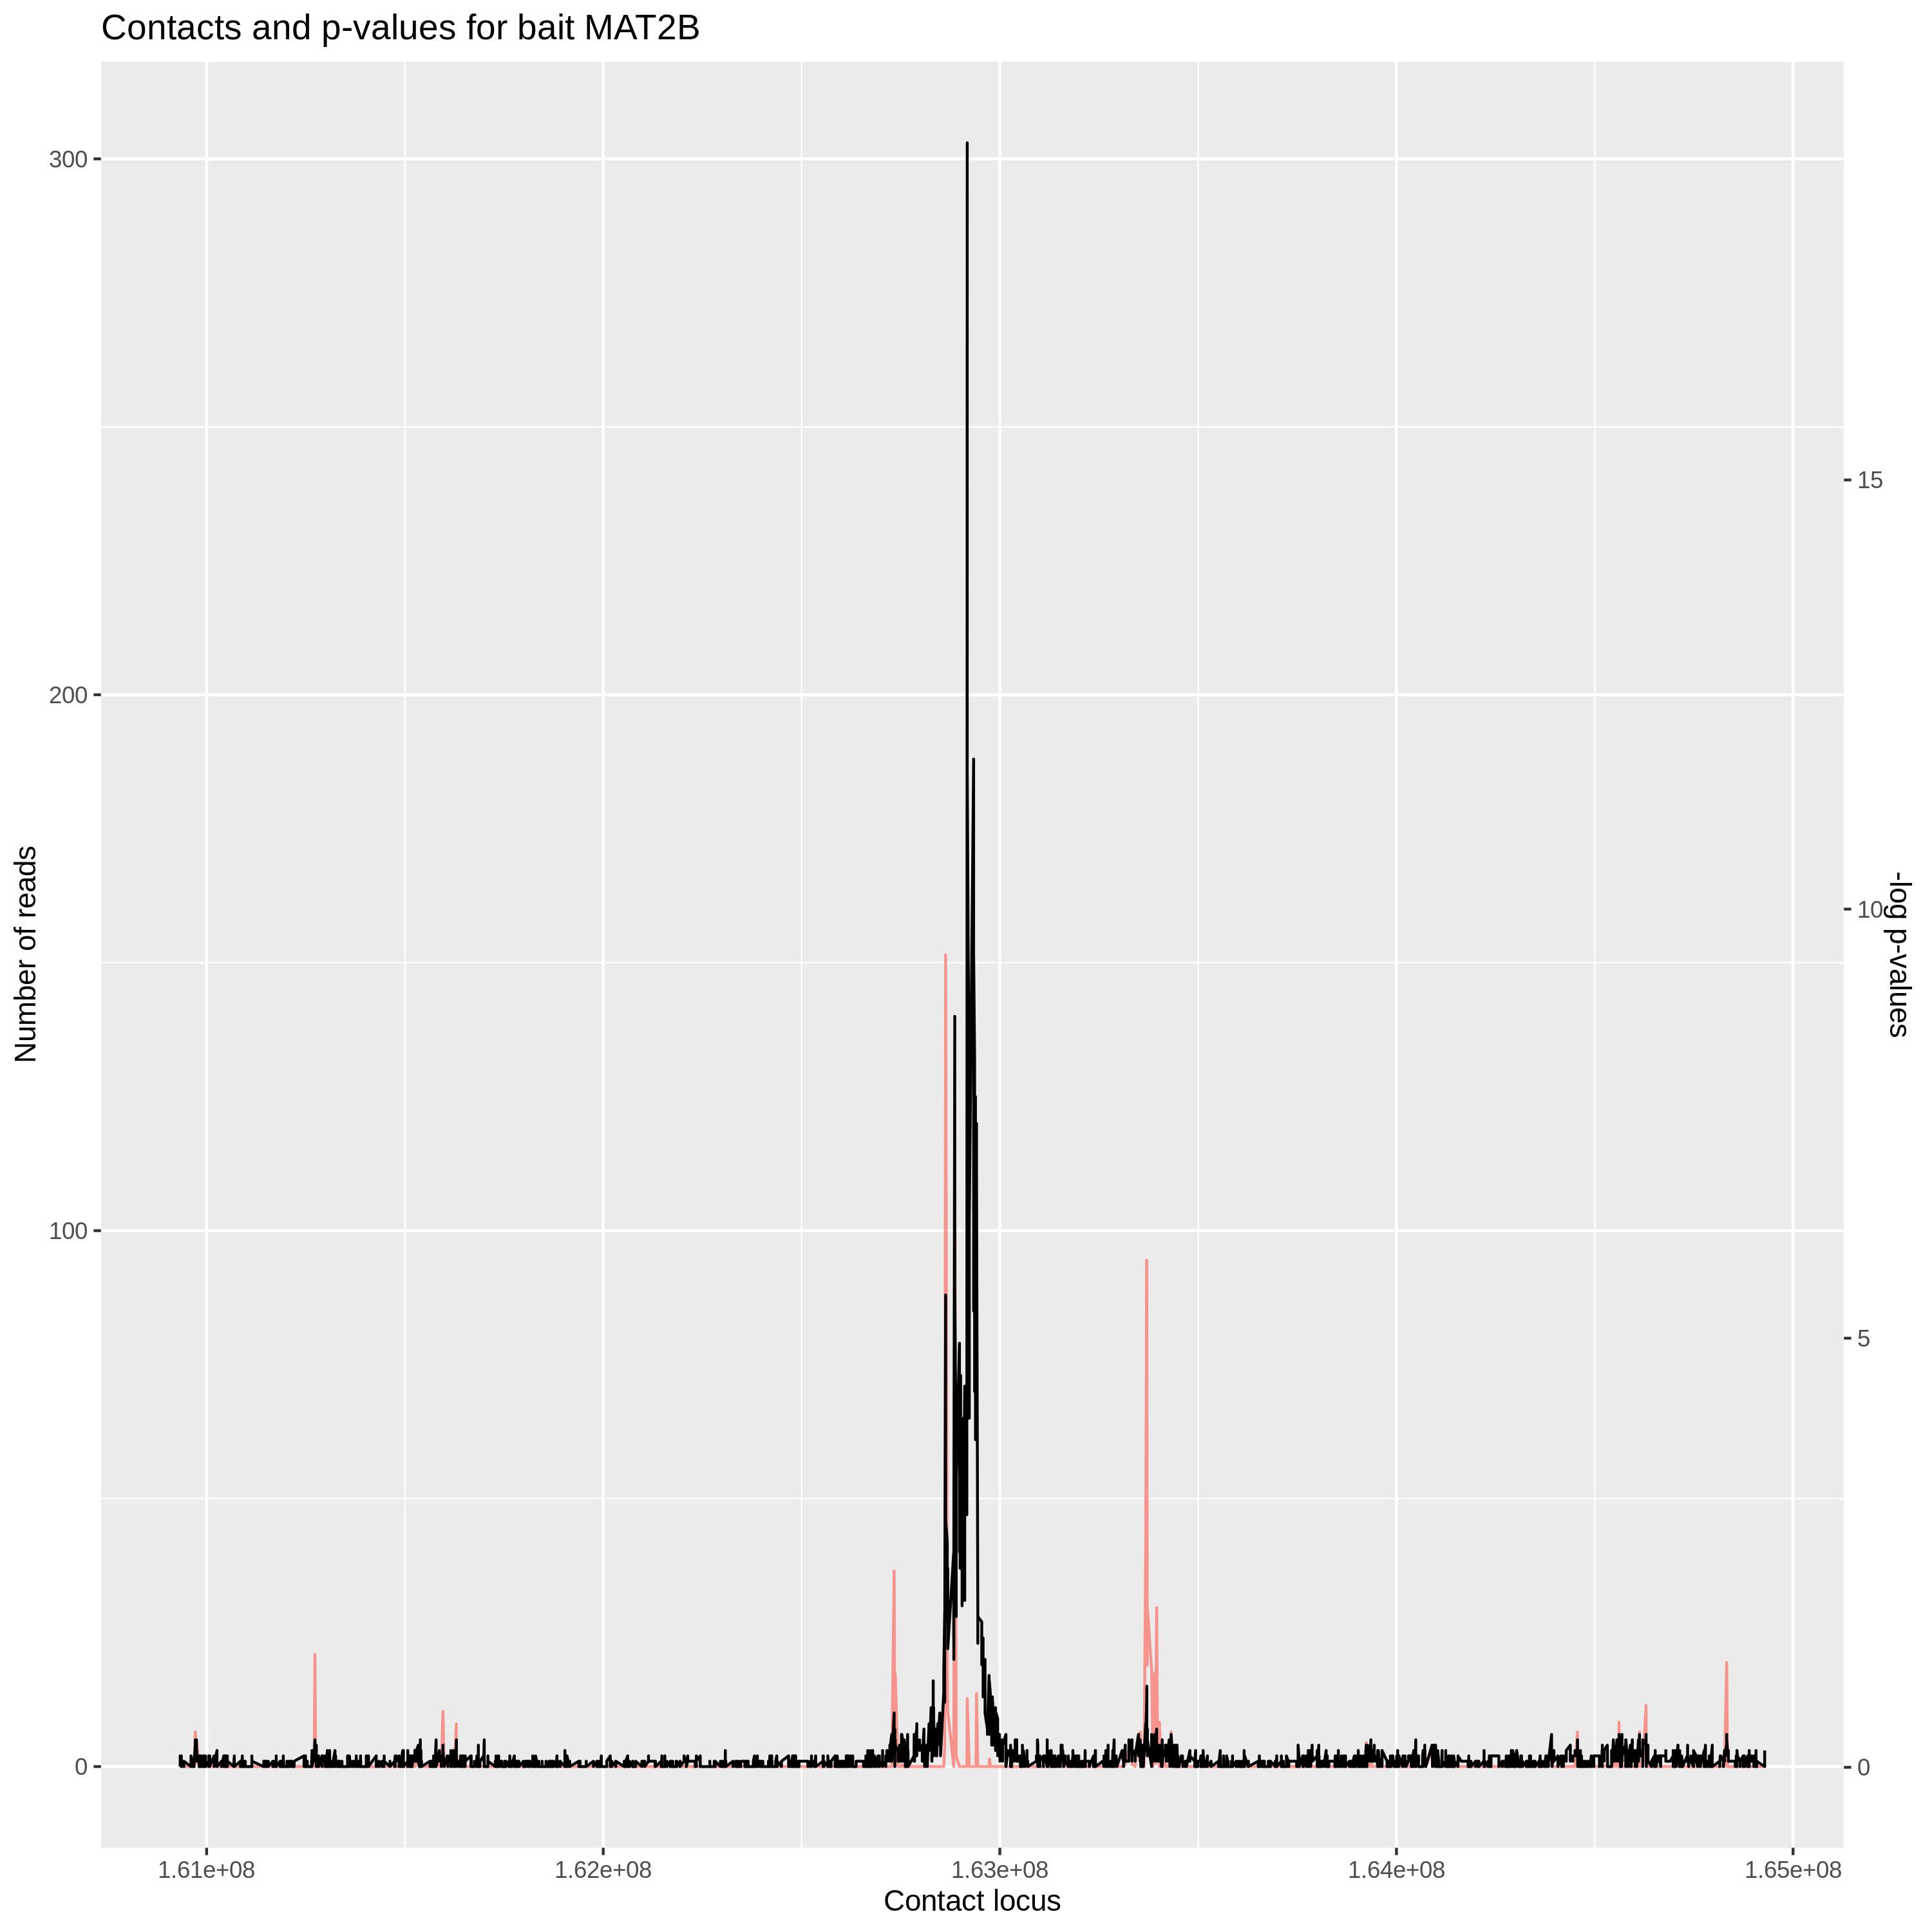 Contacts and p-values for bait MAT2B
300
200
100
0
Number of reads
15
10
5
0
-log p-values
1.61e+08 1.62e+08 1.63e+08 1.64e+08 1.65e+08
Contact locus